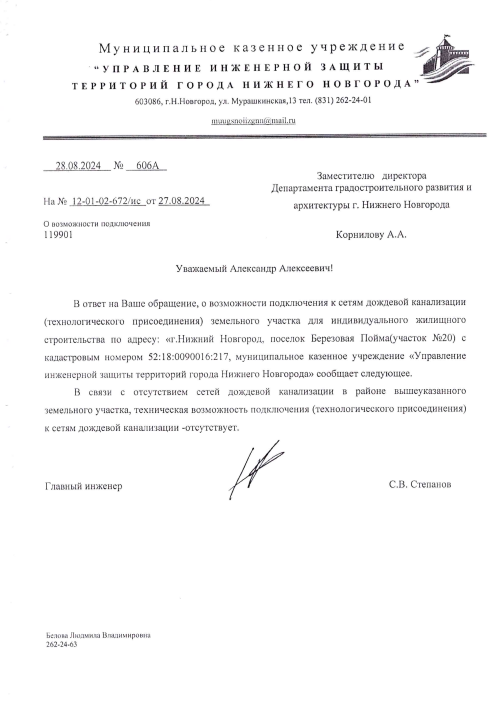 Муниципальное казенное учреждение
"УПРАВЛЕНИЕ ИНЖЕНЕРНОЙ ЗАЩИТЫ
ТЕРРИТОРИЙ ГОРОДА НИЖНЕГО НОВГОРОДА"
603086, г.Н.Новгород, ул. Мурашкинская,13 тел. (831) 262-24-01
muugsnoiizgnn@mail.ru
28.08.2024 № 606А
На № 12-01-02-672/ис от 27.08.2024
О возможности подключения
119901
Заместителю директора
Департамента градостроительного развития и
архитектуры г. Нижнего Новгорода
Корнилову А.А.
Уважаемый Александр Алексеевич!
В ответ на Ваше обращение, о возможности подключения к сетям дождевой канализации
(технологического присоединения) земельного участка для индивидуального жилищного
строительства по адресу: «г.Нижний Новгород, поселок Березовая Пойма(участок №20) с
кадастровым номером 52:18:0090016:217, муниципальное казенное учреждение «Управление
инженерной защиты территорий города Нижнего Новгорода» сообщает следующее.
В связи с отсутствием сетей дождевой канализации в районе вышеуказанного
земельного участка, техническая возможность подключения (технологического присоединения)
к сетям дождевой канализации -отсутствует.
Главный инженер
С.В. Степанов
Белова Людмила Владимировна
262-24-63